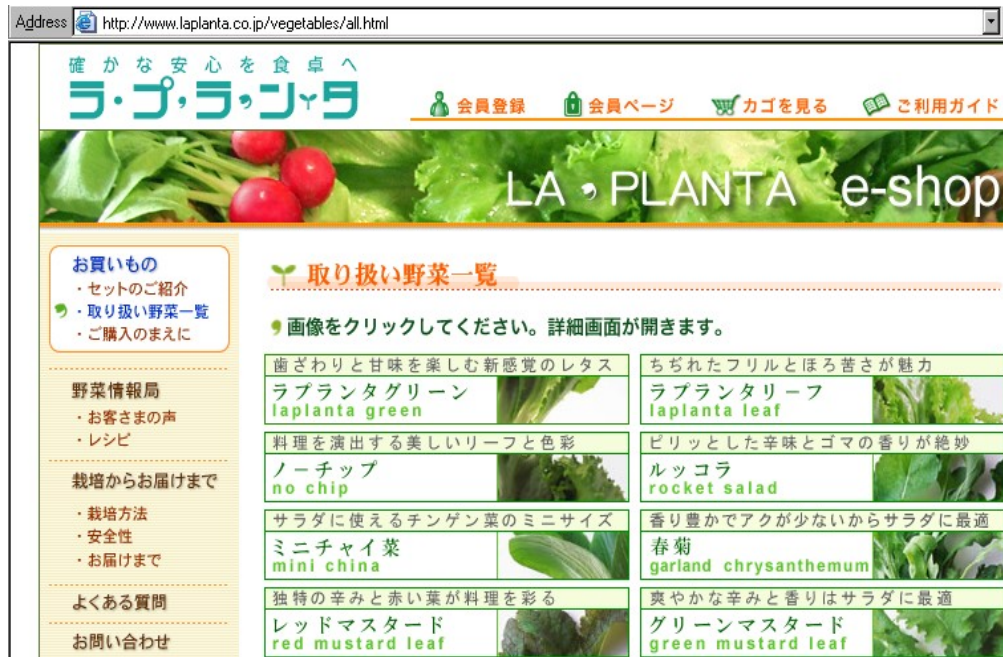 Address http://www.laplanta.co.jp/vegetables/all.html
確かな安心を食卓へ
ラ・プ・ランタ
会員登録 会員ページ カゴを見る ご利用ガイド
LA・PLANTA e-shop
お買いもの
・セットのご紹介
・取り扱い野菜一覧
・ご購入のまえに
野菜情報局
・お客さまの声
・レシピ
栽培からお届けまで
・栽培方法
・安全性
・お届けまで
よくある質問
お問い合わせ
取り扱い野菜一覧
画像をクリックしてください。詳細画面が開きます。
歯ざわりと甘味を楽しむ新感覚のレタス
ラプランタグリーン
laplanta green
ちぢれたフリルとほろ苦さが魅力
ラプランタリーフ
laplanta leaf
料理を演出する美しいリーフと色彩
ノーチップ
no chip
ピリッとした辛味とゴマの香りが絶妙
ルッコラ
rocket salad
サラダに使えるチンゲン菜のミニサイズ
ミニチャイ菜
mini china
香り豊かでアクが少ないからサラダに最適
春菊
garland chrysanthemum
独特の辛みと赤い葉が料理を彩る
レッドマスタード
red mustard leaf
爽やかな辛みと香りはサラダに最適
グリーンマスタード
green mustard leaf